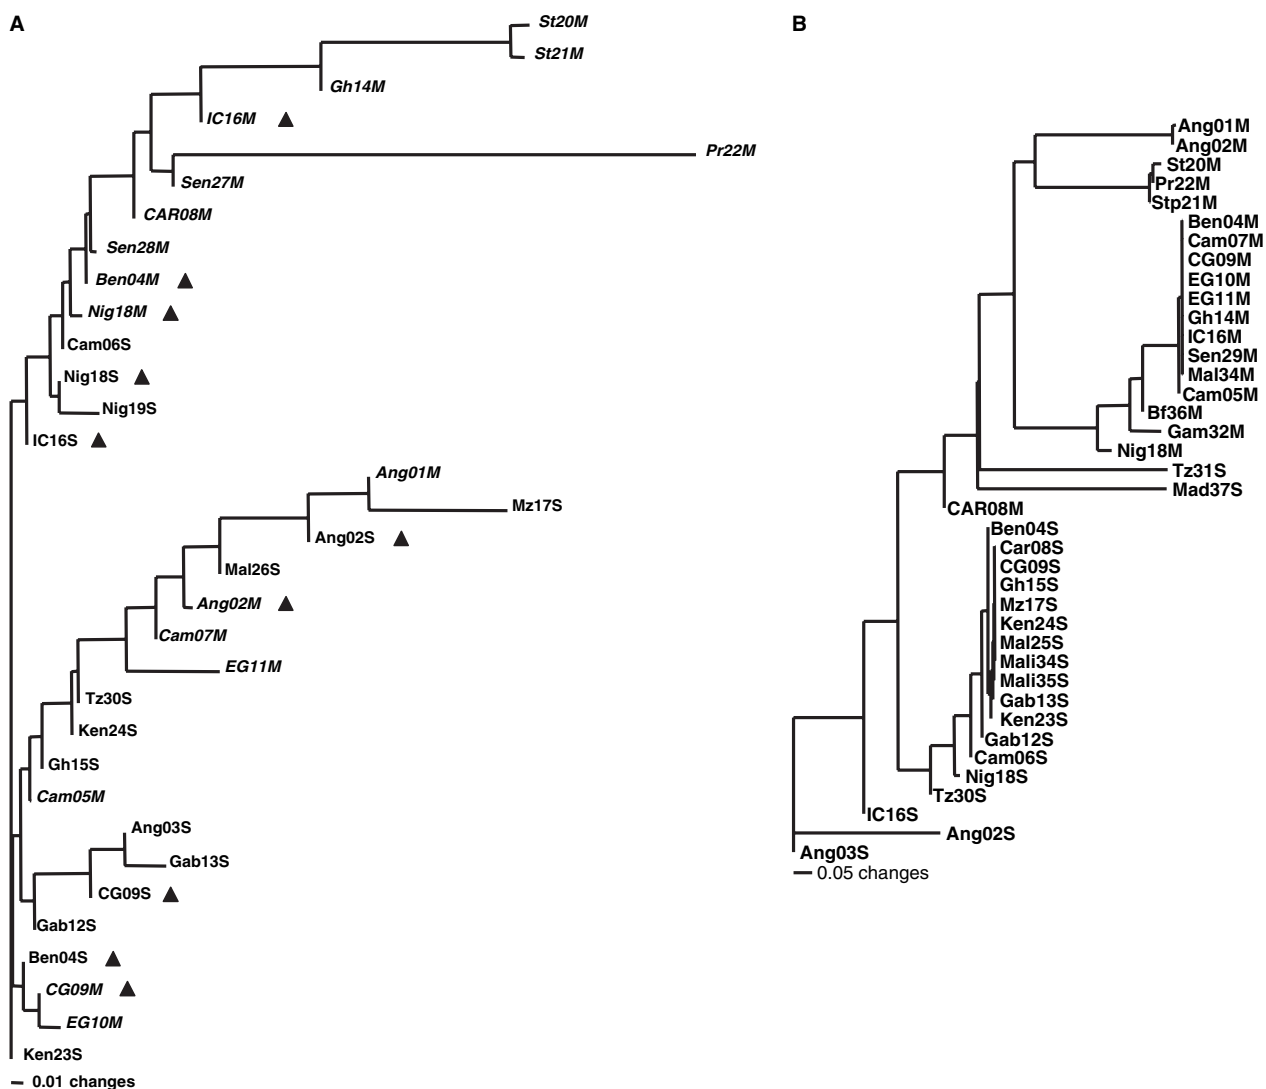 A
St20M
St21M
Gh14M
IC16M
Pr22M
Sen27M
CAR08M
Sen28M
Ben04M
Nig18M
Cam06S
Nig18S
Nig19S
IC16S
Ang01M
Mz17S
Ang02S
Mal26S
Ang02M
Cam07M
EG11M
Tz30S
Ken24S
Gh15S
Cam05M
Ang03S
Gab13S
CG09S
Gab12S
Ben04S
CG09M
EG10M
Ken23S
0.01 changes
B
Ang01M
Ang02M
St20M
Pr22M
Stp21M
Ben04M
Cam07M
CG09M
EG10M
EG11M
Gh14M
IC16M
Sen29M
Mal34M
Cam05M
Bf36M
Gam32M
Nig18M
Tz31S
Mad37S
CAR08M
Ben04S
Car08S
CG09S
Gh15S
Mz17S
Ken24S
Mal25S
Mali34S
Mali35S
Gab13S
Ken23S
Gab12S
Cam06S
Nig18S
Tz30S
IC16S
Ang02S
Ang03S
0.05 changes